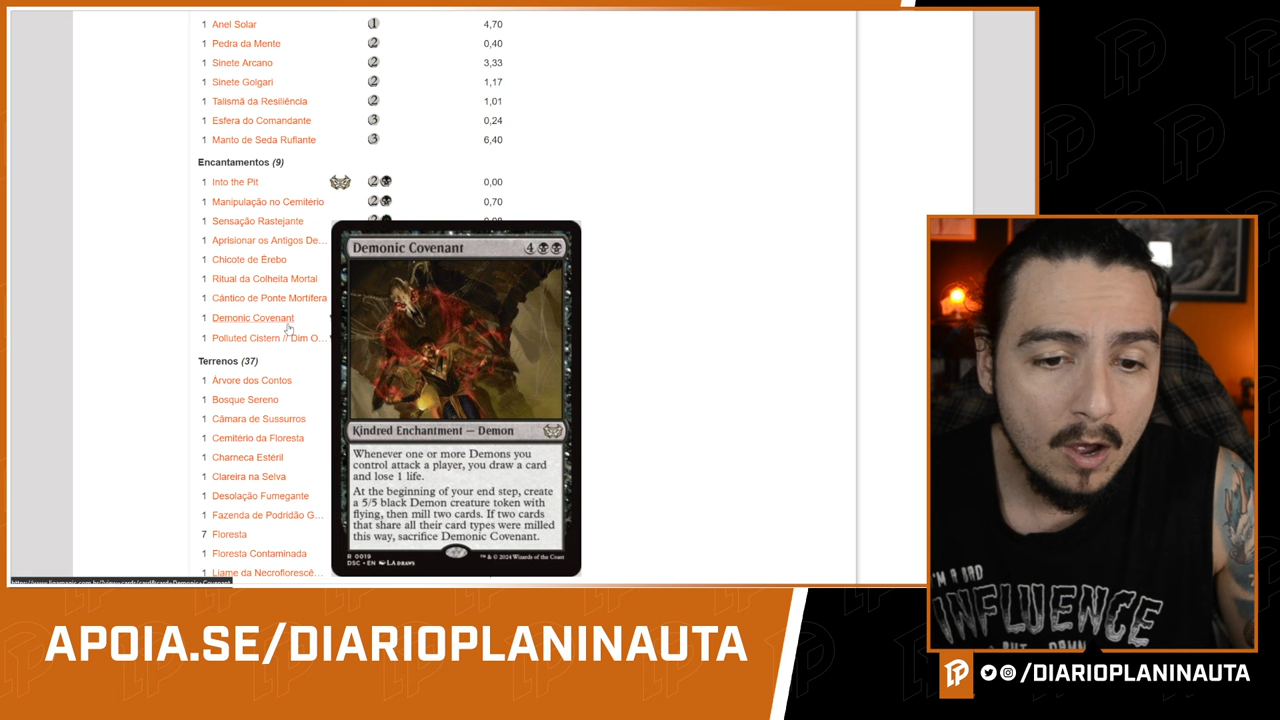 1 Anel Solar 1 4,70
1 Pedra da Mente 2 0,40
1 Sinete Arcano 2 3,33
1 Sinete Golgari 2 1,17
1 Talismã da Resiliência 2 1,01
1 Esfera do Comandante 3 0,24
1 Manto de Seda Ruflante 3 6,40
Encantamentos (9)
1 Into the Pit 2 0,00
1 Manipulação no Cemitério 2 0,70
1 Sensação Rastejante 2
1 Aprisionar os Antigos De...
1 Chicote de Érebo
1 Ritual da Colheita Mortal
1 Cântico de Ponte Mortífera
1 Demonic Covenant
1 Polluted Cistern // Dim O...
Terrenos (37)
1 Árvore dos Contos
1 Bosque Sereno
1 Câmara de Sussurros
1 Cemitério da Floresta
1 Charneca Estéril
1 Clareira na Selva
1 Desolação Fumegante
1 Fazenda de Podridão G...
7 Floresta
1 Floresta Contaminada
1 Liame da Necroflorescê...
Demonic Covenant 4
Kindred Enchantment — Demon
Whenever one or more Demons you
control attack a player, you draw a card
and lose 1 life.
At the beginning of your end step, create
a 5/5 black Demon creature token with
flying, then mill two cards. If two cards
that share all their card types were milled
this way, sacrifice Demonic Covenant.
R 0019
DSC • EN LA DRAWS
™ & © 2024 Wizards of the Coast
I'M A BAD
INFLUENCE
BUT DAMN
APOIA.SE/DIARIOPLANINAUTA
/DIARIOPLANINAUTA